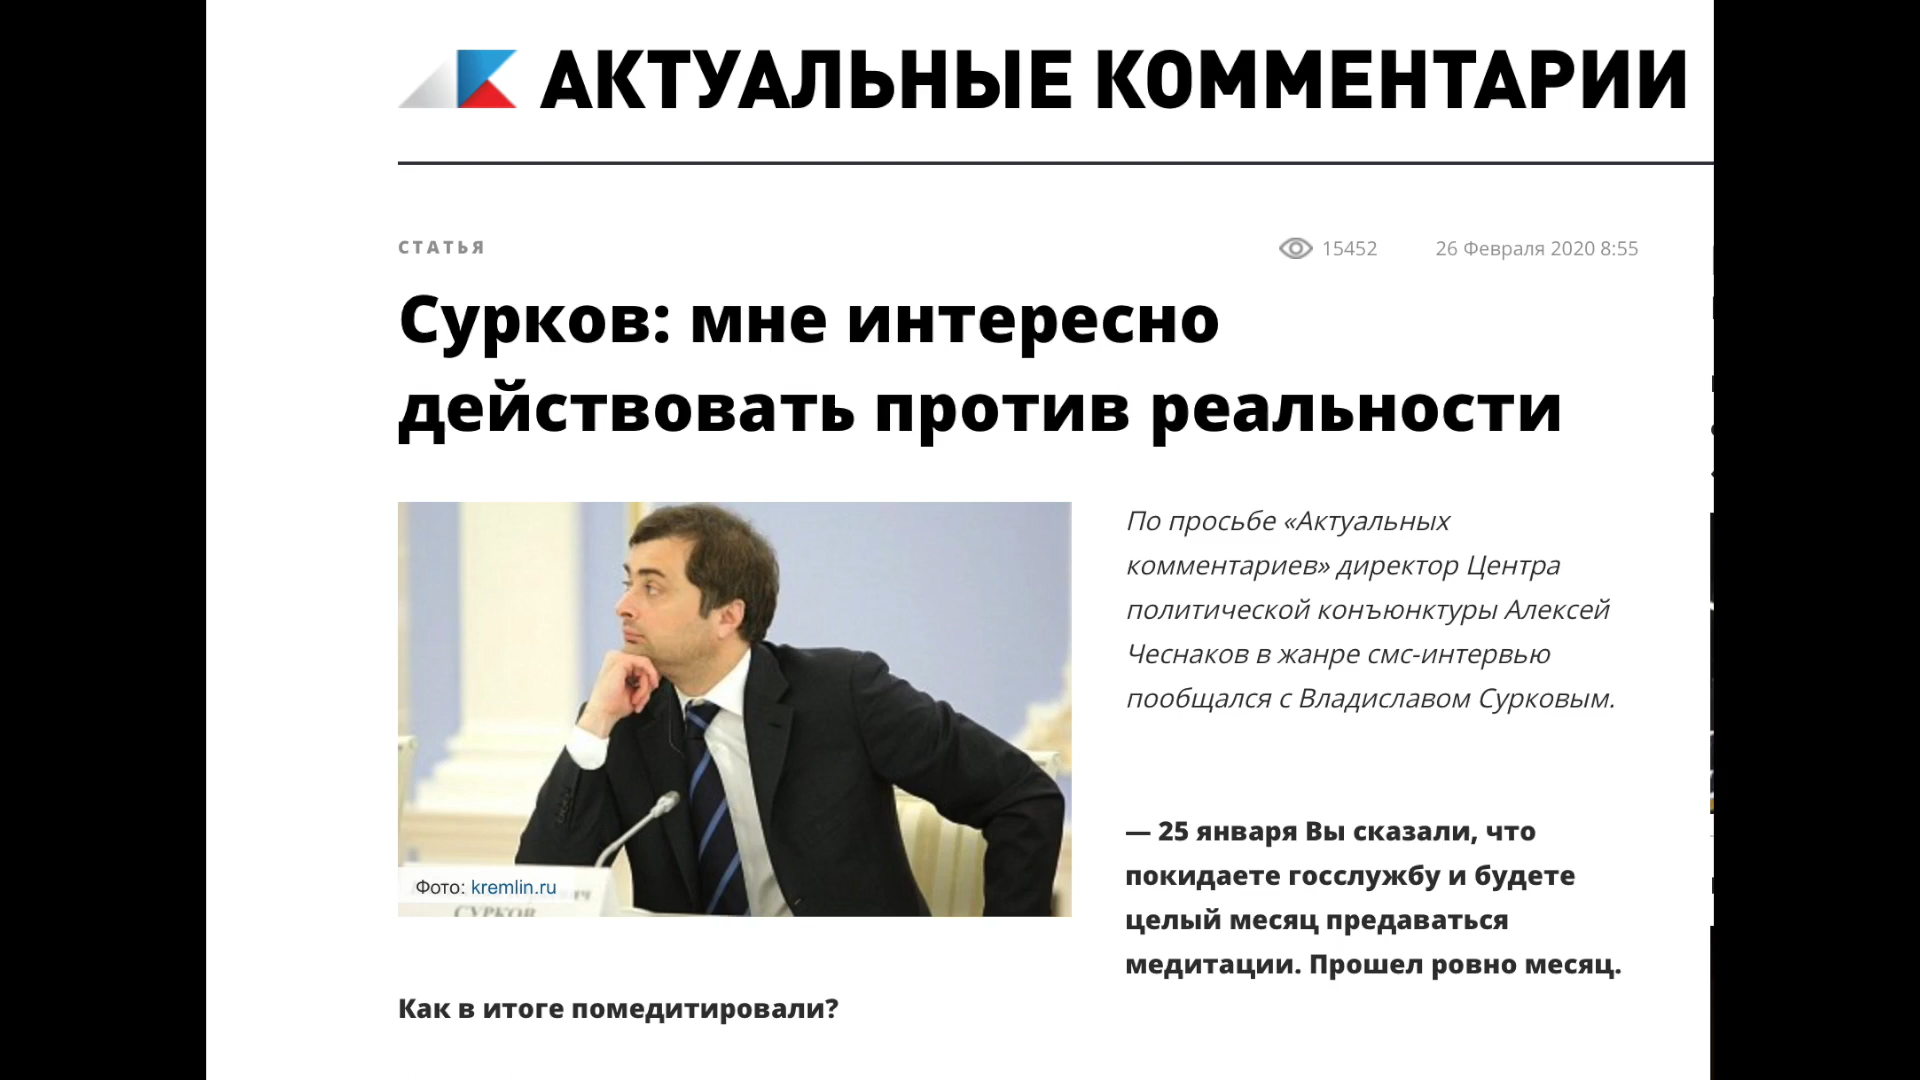 АКТУАЛЬНЫЕ КОММЕНТАРИИ
СТАТЬЯ
15452
26 Февраля 2020 8:55
Сурков: мне интересно
действовать против реальности
По просьбе «Актуальных
комментариев» директор Центра
политической конъюнктуры Алексей
Чеснаков в жанре смс-интервью
пообщался с Владиславом Сурковым.
Фото: kremlin.ru
СУРКОВ
— 25 января Вы сказали, что
покидаете госслужбу и будете
целый месяц предаваться
медитации. Прошел ровно месяц.
Как в итоге помедитировали?